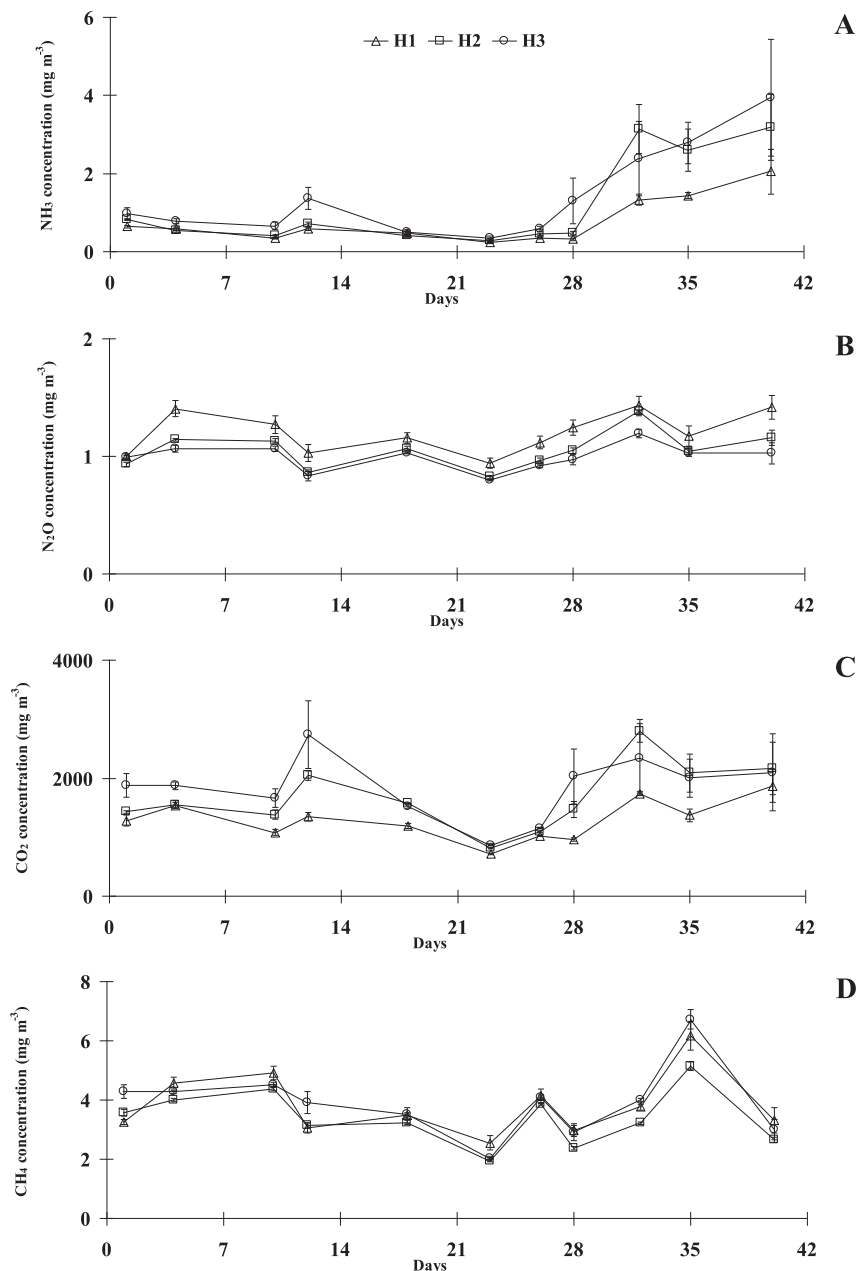 A
6
H1 H2 H3
4
2
0
NH₃ concentration (mg m⁻³)
0 7 14 21 28 35 42
Days
B
2
1
0
N₂O concentration (mg m⁻³)
0 7 14 21 28 35 42
Days
C
4000
2000
0
CO₂ concentration (mg m⁻³)
0 7 14 21 28 35 42
Days
D
8
6
4
2
0
CH₄ concentration (mg m⁻³)
0 7 14 21 28 35 42
Days